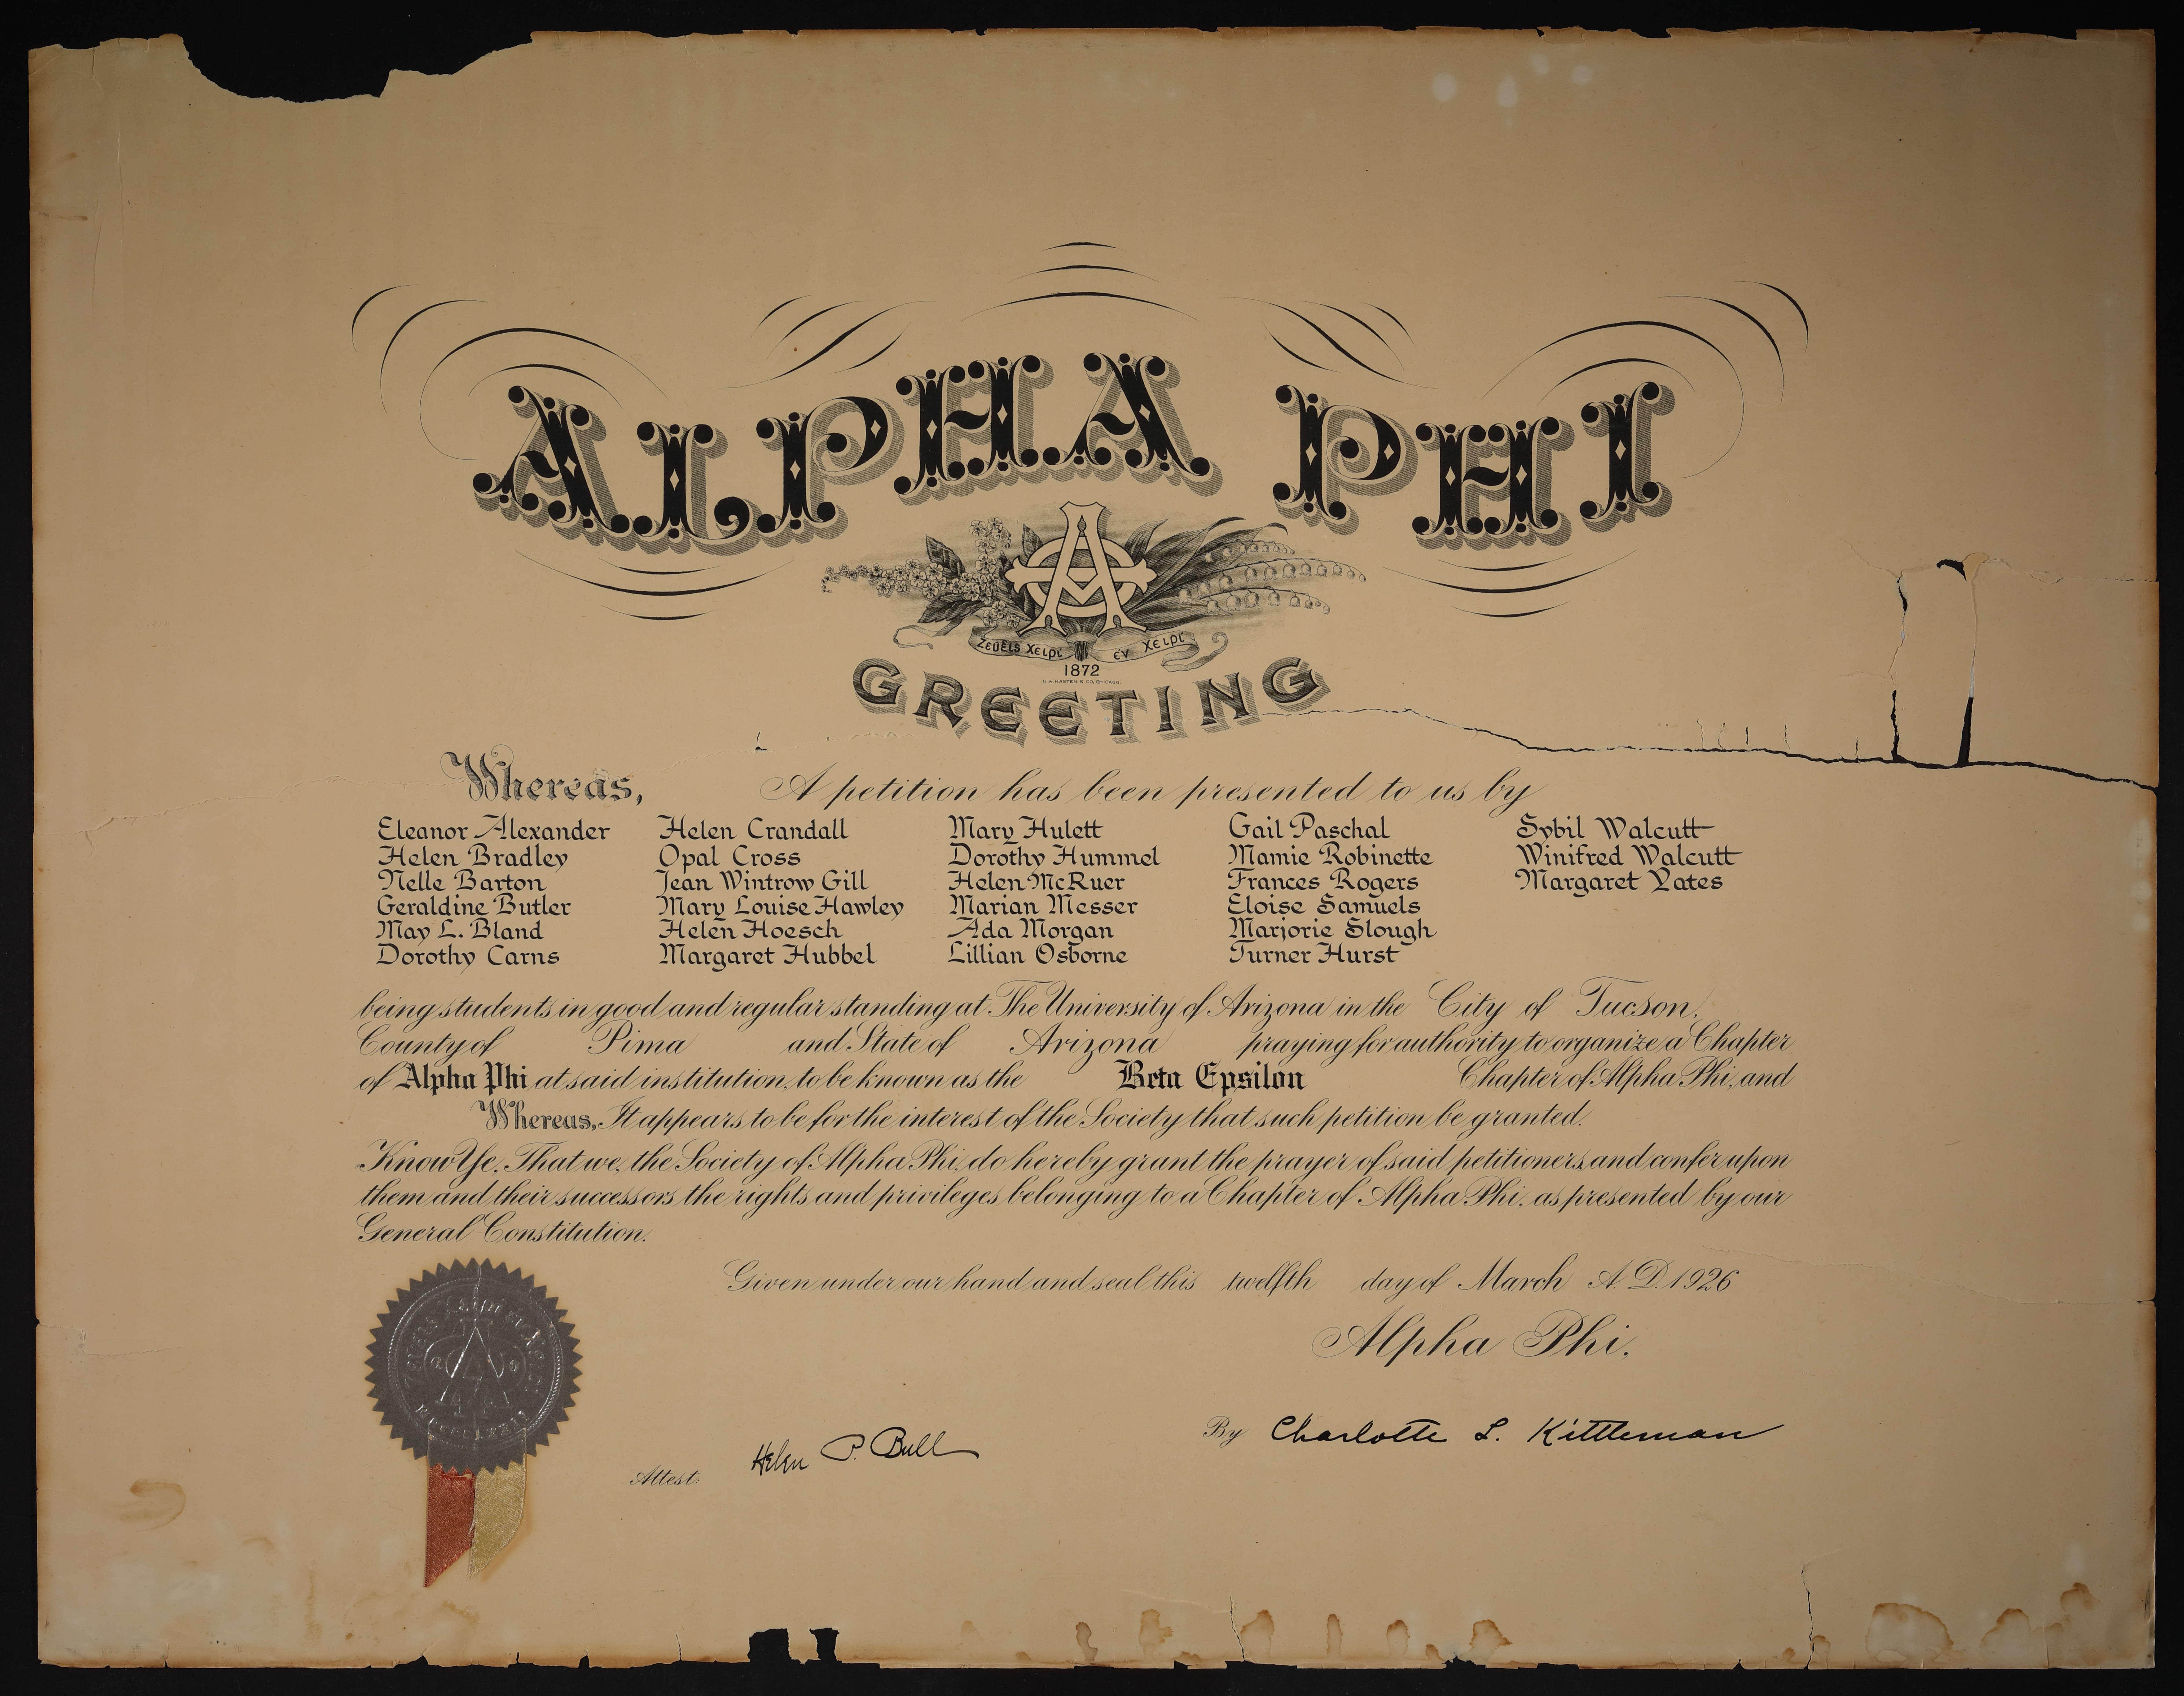 ALPHA PHI
Ζεύεις Χειρί εν Χειρί
1872
GREETING
Whereas, A petition has been presented to us by
Eleanor Alexander Helen Crandall Mary Hulett Gail Paschal Sybil Walcutt
Helen Bradley Opal Cross Dorothy Hummel Mamie Robinette Winifred Walcutt
Nelle Barton Jean Wintrow Gill Helen McRuer Frances Rogers Margaret Yates
Geraldine Butler Mary Louise Hawley Marian Messer Eloise Samuels
May L. Bland Helen Hoesch Ada Morgan Marjorie Slough
Dorothy Carns Margaret Hubbel Lillian Osborne Turner Hurst
being students in good and regular standing at The University of Arizona in the City of Tucson,
County of Pima and State of Arizona praying for authority to organize a Chapter
of Alpha Phi at said institution, to be known as the Beta Epsilon Chapter of Alpha Phi, and
Whereas, It appears to be for the interest of the Society that such petition be granted.
Know Ye, That we, the Society of Alpha Phi, do hereby grant the prayer of said petitioners, and confer upon
them and their successors the rights and privileges belonging to a Chapter of Alpha Phi, as presented by our
General Constitution.
Given under our hand and seal this twelfth day of March A.D. 1926
Alpha Phi.
By Charlotte L. Kittleman
Attest: Helen P. Bull